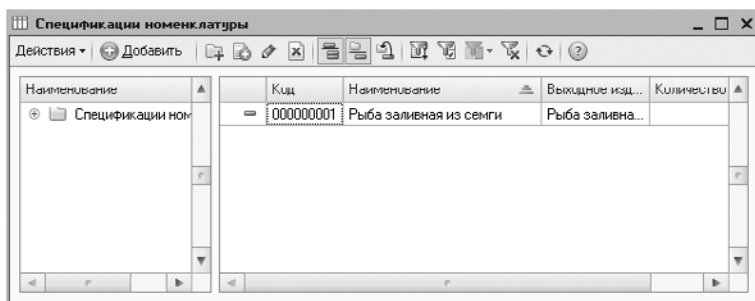 Спецификации номенклатуры
Действия Добавить
Наименование
Спецификации ном
Код Наименование Выходное изд... Количество
000000001 Рыба заливная из семги Рыба заливна...